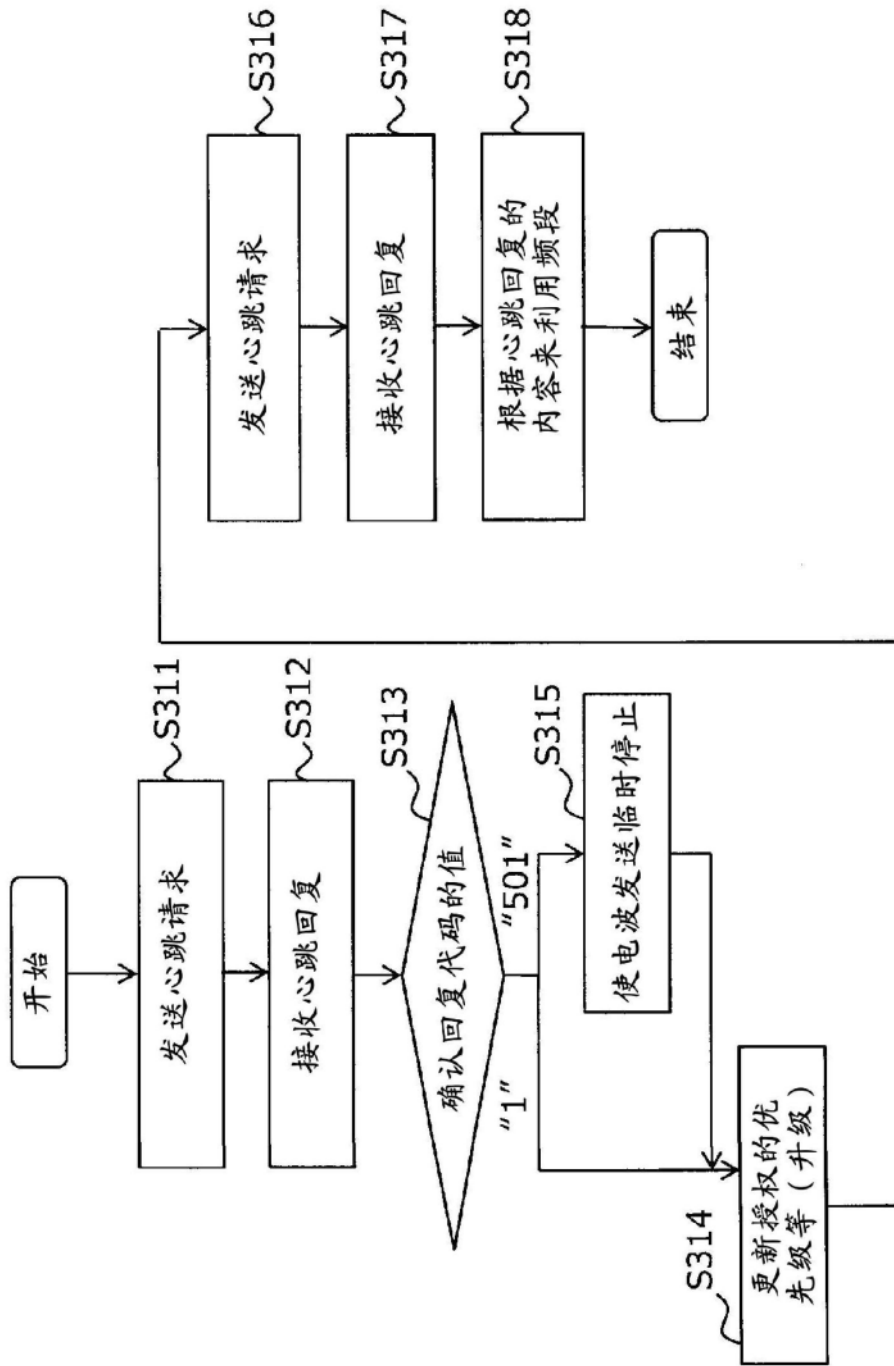 开始
发送心跳请求
S311
接收心跳回复
S312
确认回复代码的值
S313
"1"
"501"
使电波发送临时停止
S315
更新授权的优
先级等（升级）
S314
发送心跳请求
S316
接收心跳回复
S317
根据心跳回复的
内容来利用频段
S318
结束